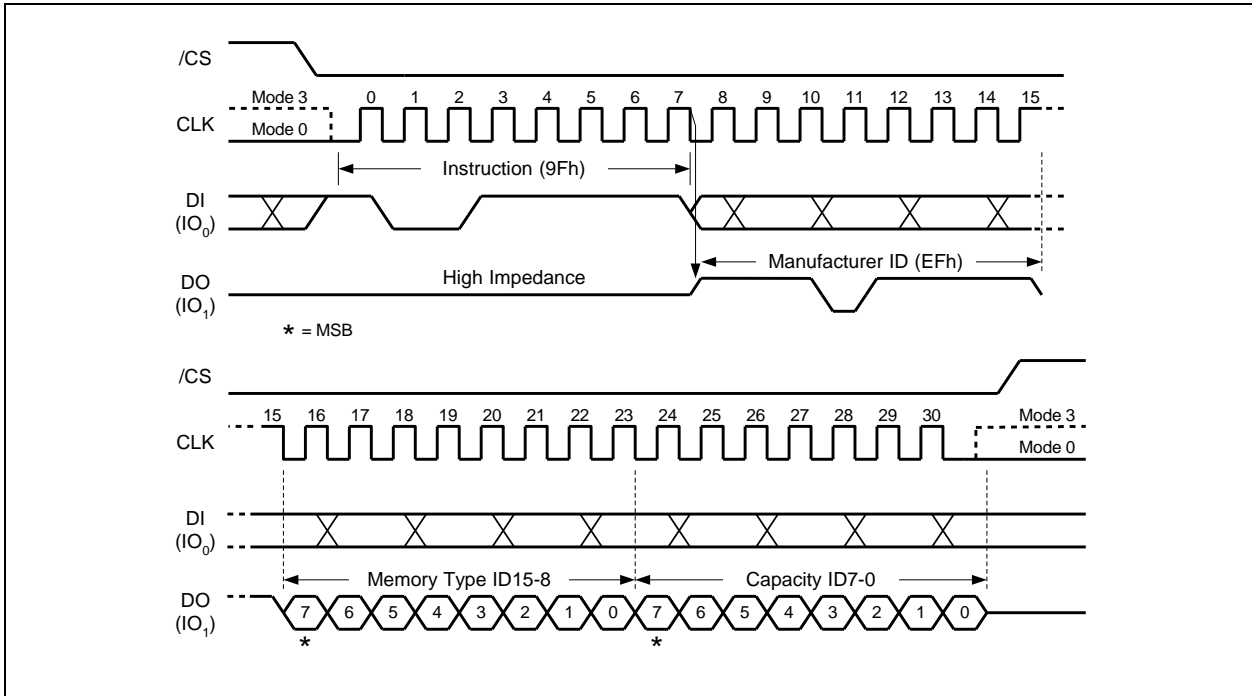 /CS
Mode 3 0 1 2 3 4 5 6 7 8 9 10 11 12 13 14 15
CLK
Mode 0
Instruction (9Fh)
DI
(IO0)
Manufacturer ID (EFh)
High Impedance
DO
(IO1)
* = MSB
/CS
15 16 17 18 19 20 21 22 23 24 25 26 27 28 29 30 Mode 3
CLK
Mode 0
DI
(IO0)
Memory Type ID15-8 Capacity ID7-0
DO
(IO1)
7 6 5 4 3 2 1 0 7 6 5 4 3 2 1 0
* *